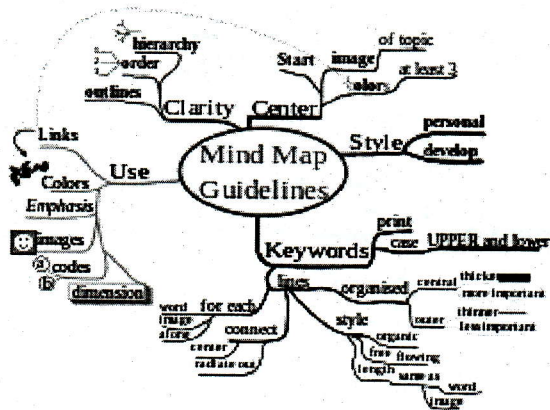 Mind Map
Guidelines
Clarity
hierarchy
order
1
2
3
outlines
Center
Start
image
of topic
colors
at least 3
Style
personal
develop
Use
Links
Colors
Emphasis
images
codes
a
b
dimension
Keywords
print
case
UPPER and lower
lines
for each
word
image
alone
connect
center
radiate out
organised
central
thicker
more important
outer
thinner
less important
style
organic
free flowing
length
same as
word
image